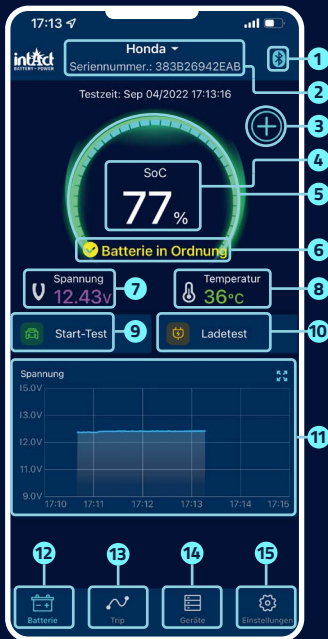 17:13
intAct
BATTERY-POWER
Honda
Seriennummer.: 383B26942EAB
1
2
Testzeit: Sep 04/2022 17:13:16
3
4
SoC
5
77%
6
Batterie in Ordnung
Spannung
12.43V
7
Temperatur
36°C
8
Start-Test
9
Ladetest
10
Spannung
15.0V
13.0V
12.0V
11.0V
9.0V
17:10 17:11 17:12 17:13 17:14 17:15
11
12
13
14
15
Batterie
Trip
Geräte
Einstellungen